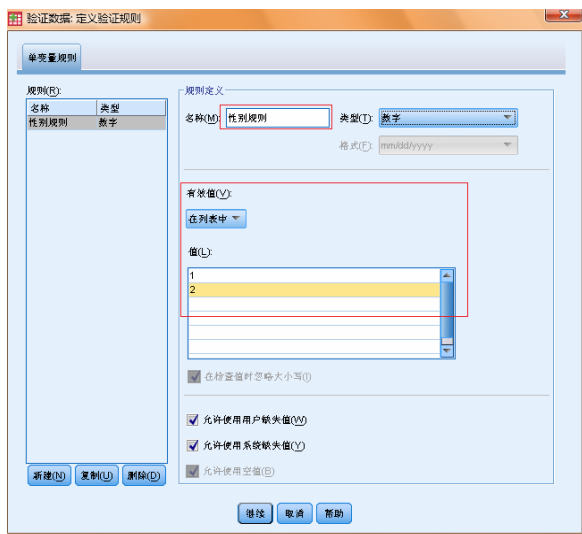 验证数据: 定义验证规则
单变量规则
规则(R):
名称 类型
性别规则 数字
新建(N) 复制(U) 删除(D)
规则定义
名称(M): 性别规则 类型(T): 数字
格式(F): mm/dd/yyyy
有效值(V):
在列表中
值(L):
1
2
在检查值时忽略大小写(I)
允许使用用户缺失值(W)
允许使用系统缺失值(Y)
允许使用空值(B)
继续 取消 帮助